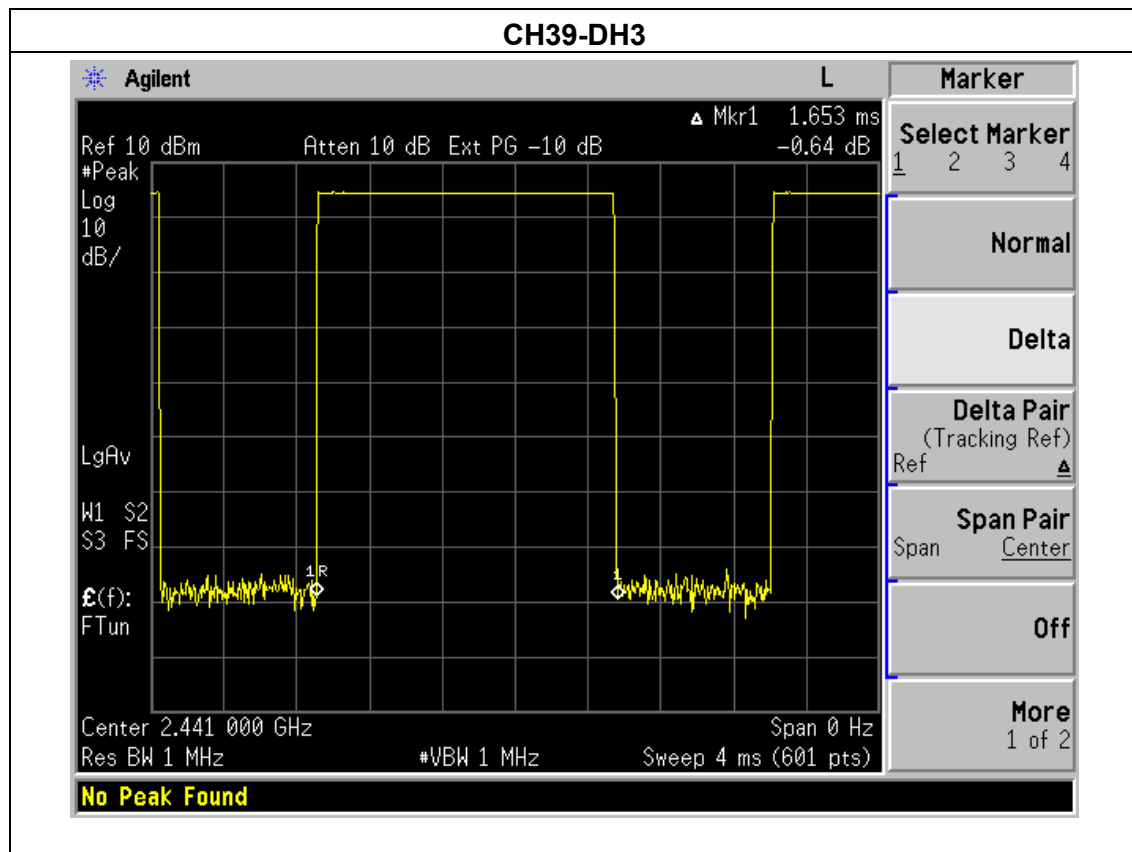 CH39-DH3
Agilent
L
Marker
Δ Mkr1 1.653 ms
Ref 10 dBm Atten 10 dB Ext PG -10 dB -0.64 dB
#Peak
Log
10
dB/
LgAv
W1 S2
S3 FS
£(f):
FTun
1R
1
Center 2.441 000 GHz Span 0 Hz
Res BW 1 MHz #VBW 1 MHz Sweep 4 ms (601 pts)
No Peak Found
Select Marker
1 2 3 4
Normal
Delta
Delta Pair
(Tracking Ref)
Ref Δ
Span Pair
Span Center
Off
More
1 of 2